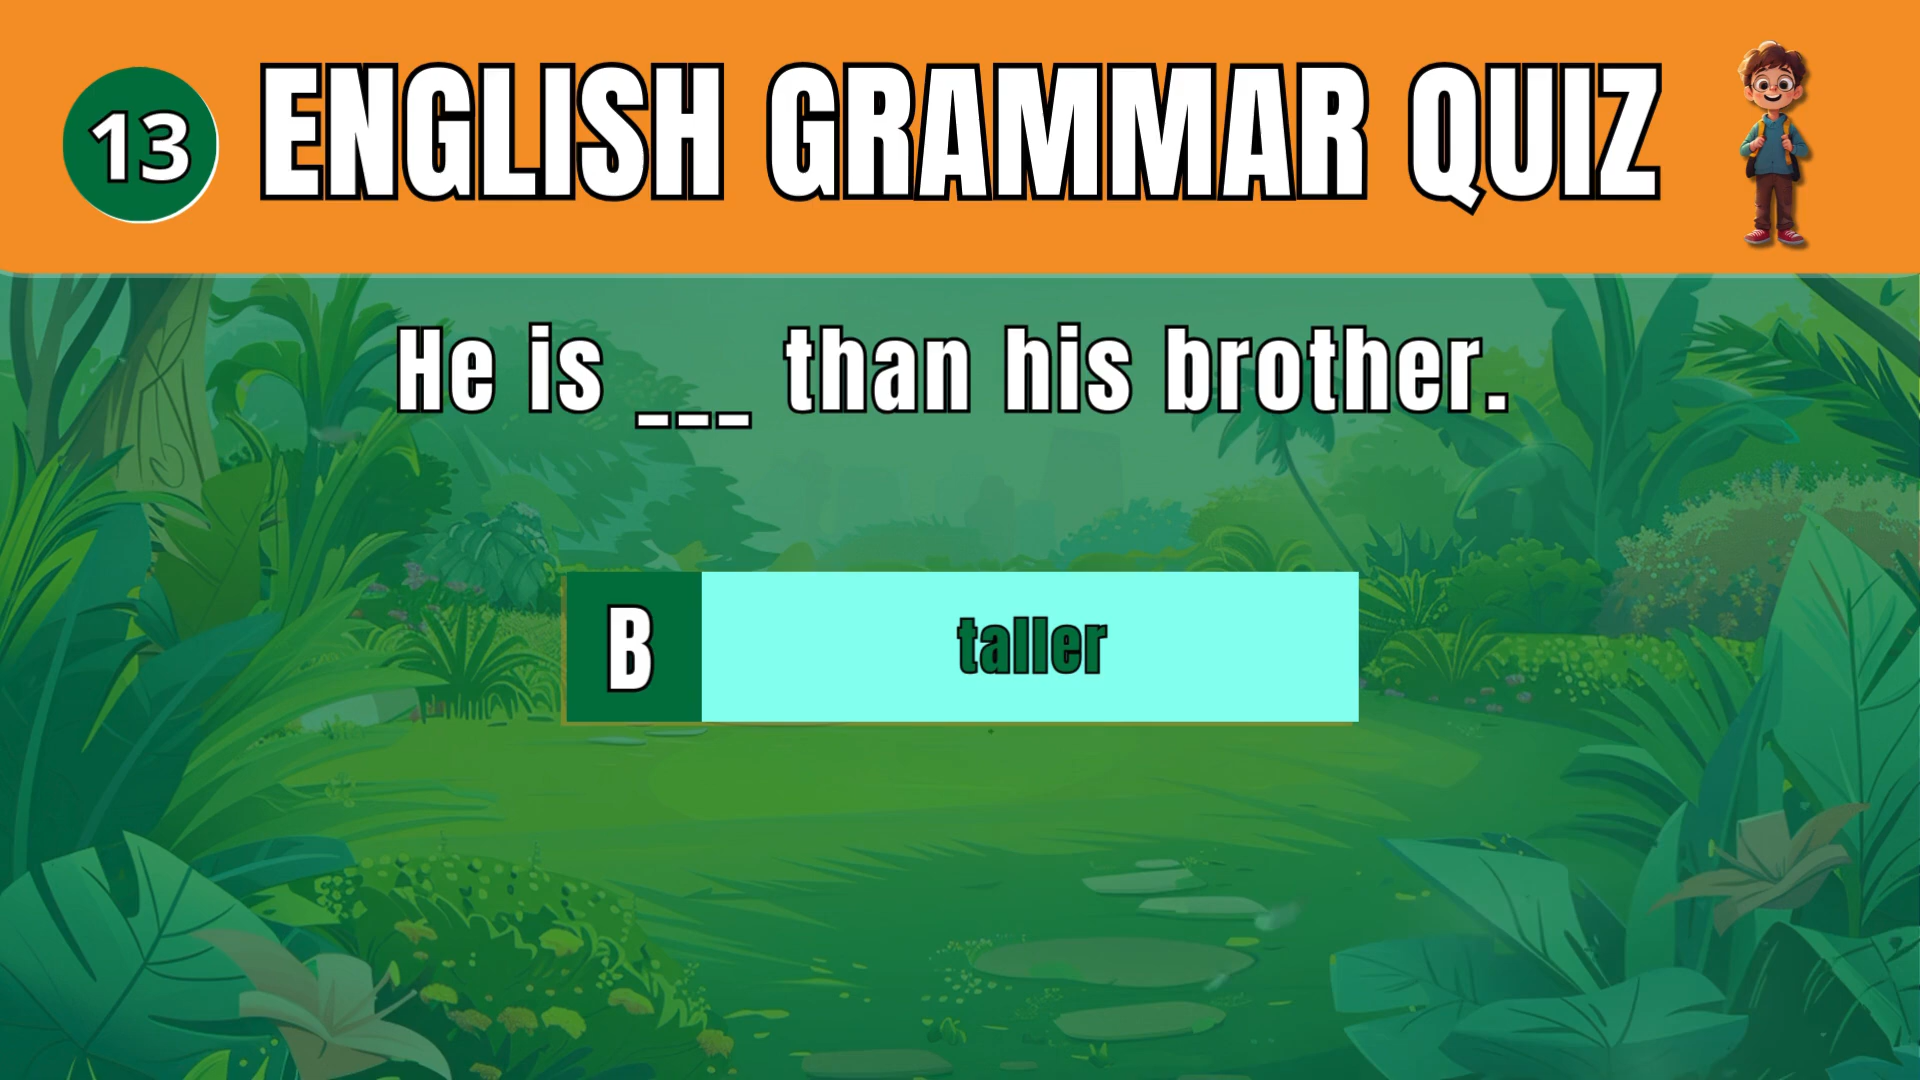 13
ENGLISH GRAMMAR QUIZ
He is ___ than his brother.
B
taller